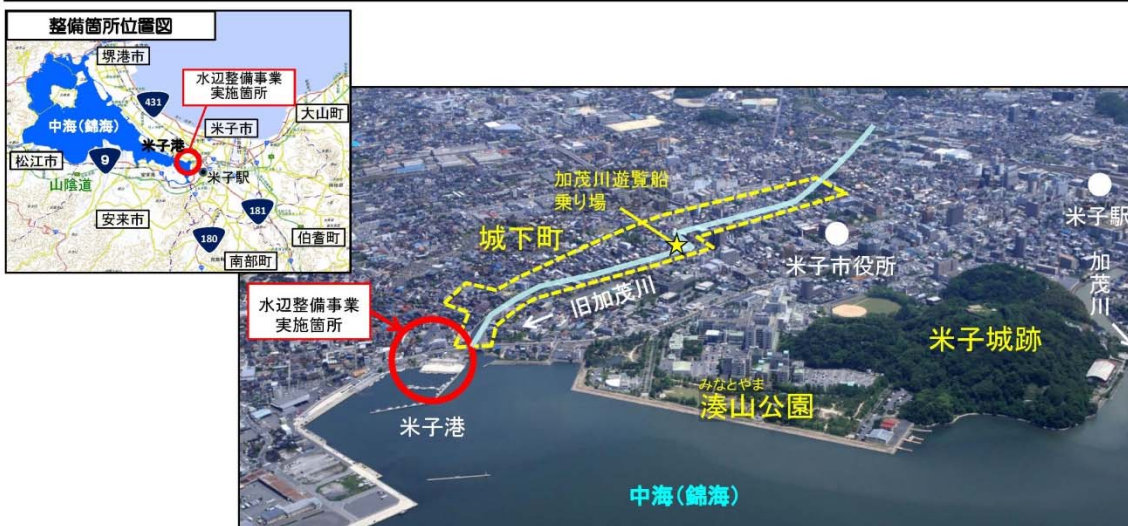 整備箇所位置図
堺港市
水辺整備事業
実施箇所
431
大山町
中海(錦海)
米子市
米子港
松江市
9
米子駅
山陰道
安来市
181
180
伯耆町
南部町
加茂川遊覧船
乗り場
城下町
米子駅
米子市役所
加茂川
旧加茂川
水辺整備事業
実施箇所
米子城跡
みなとやま
湊山公園
米子港
中海(錦海)